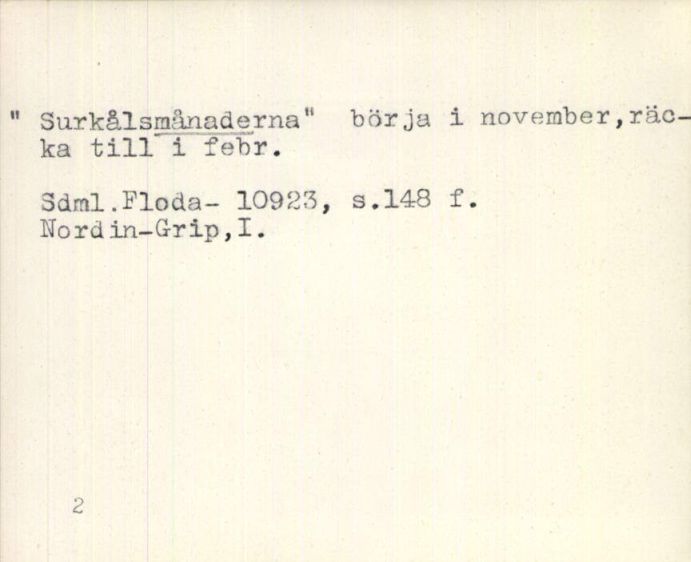 " Surkålsmånaderna" börja i november,räc-
ka till i febr.
Sdml.Floda- 10923, s.148 f.
Nordin-Grip,I.
2